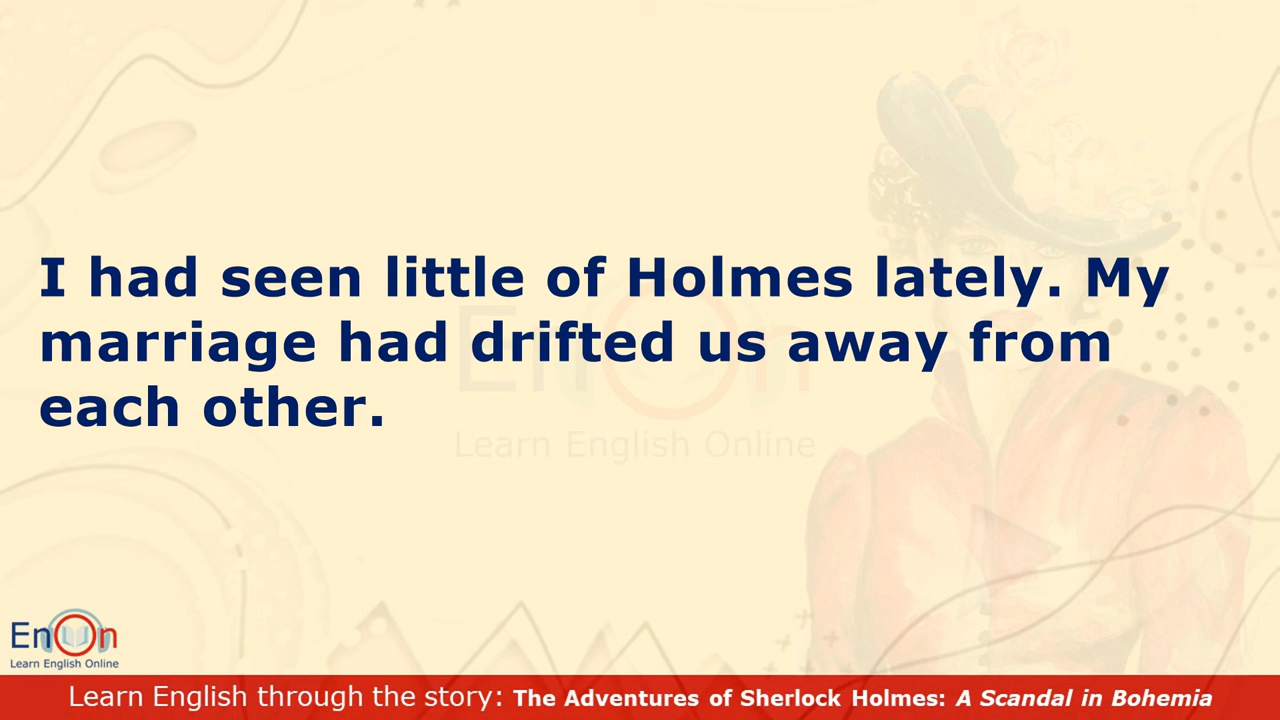 I had seen little of Holmes lately. My
marriage had drifted us away from
each other.
EnOn
Learn English Online
EnOn
Learn English Online
Learn English through the story: The Adventures of Sherlock Holmes: A Scandal in Bohemia